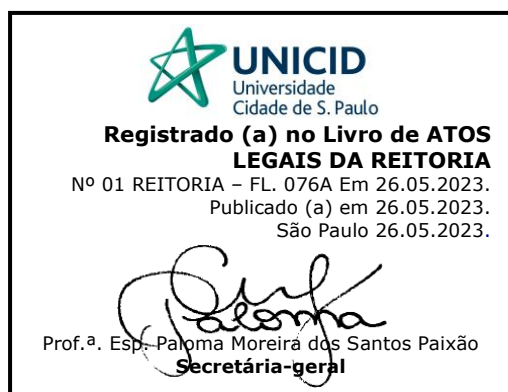 UNICID
Universidade
Cidade de S. Paulo
Registrado (a) no Livro de ATOS
LEGAIS DA REITORIA
Nº 01 REITORIA – FL. 076A Em 26.05.2023.
Publicado (a) em 26.05.2023.
São Paulo 26.05.2023.
Paloma
Prof.ª. Esp. Paloma Moreira dos Santos Paixão
Secretária-geral